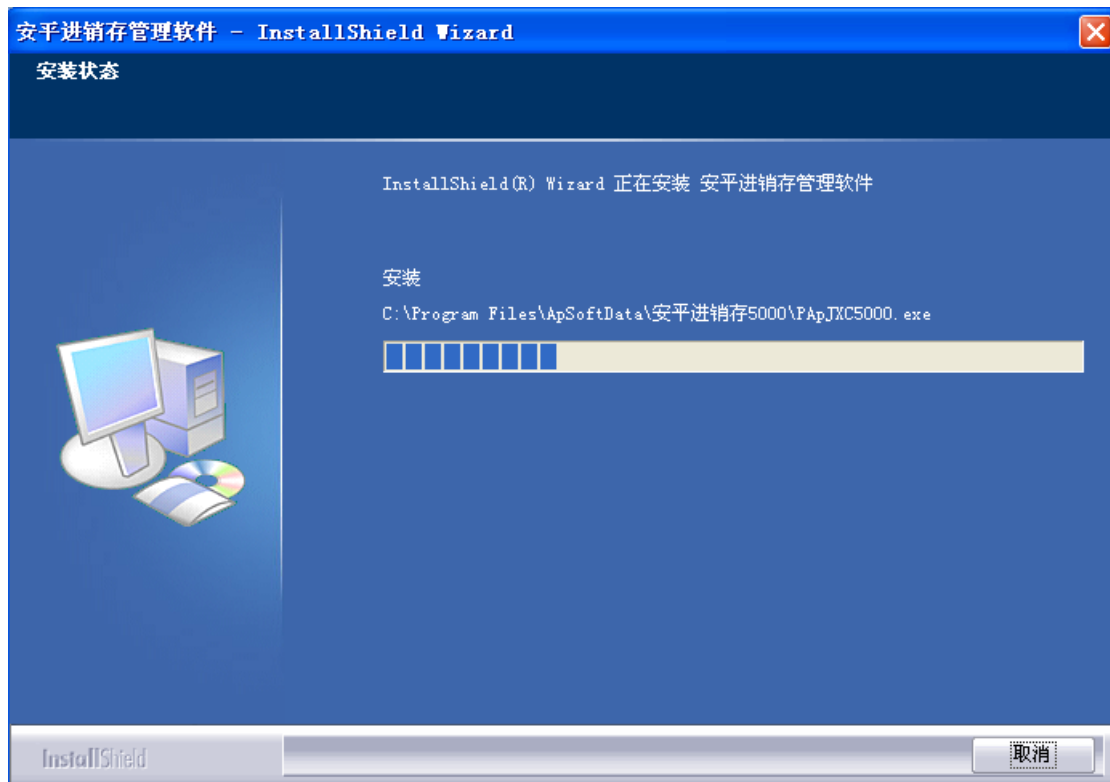 安平进销存管理软件 - InstallShield Wizard
安装状态
InstallShield(R) Wizard 正在安装 安平进销存管理软件
安装
C:\Program Files\ApSoftData\安平进销存5000\PApJXC5000.exe
InstallShield
取消